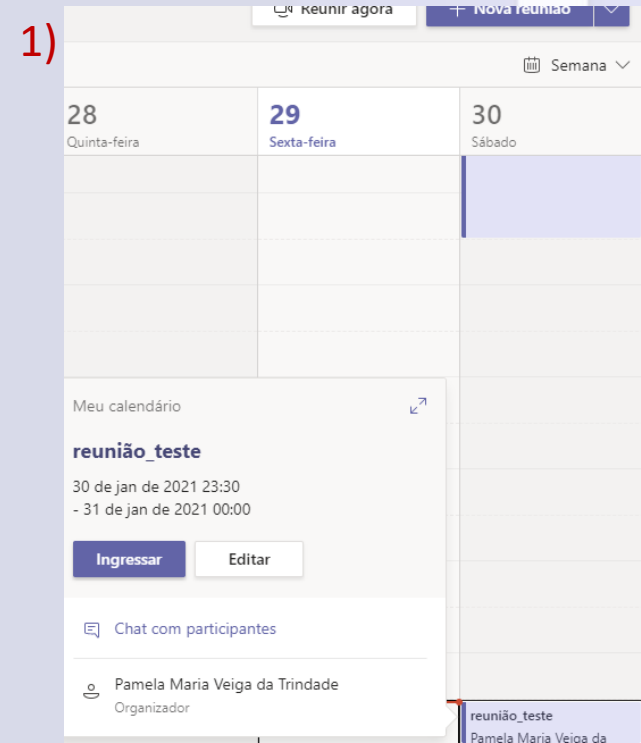 1)
Reunir agora
+ Nova reunião
Semana
28
Quinta-feira
29
Sexta-feira
30
Sábado
Meu calendário
reunião_teste
30 de jan de 2021 23:30
- 31 de jan de 2021 00:00
Ingressar
Editar
Chat com participantes
Pamela Maria Veiga da Trindade
Organizador
reunião_teste
Pamela Maria Veiga da